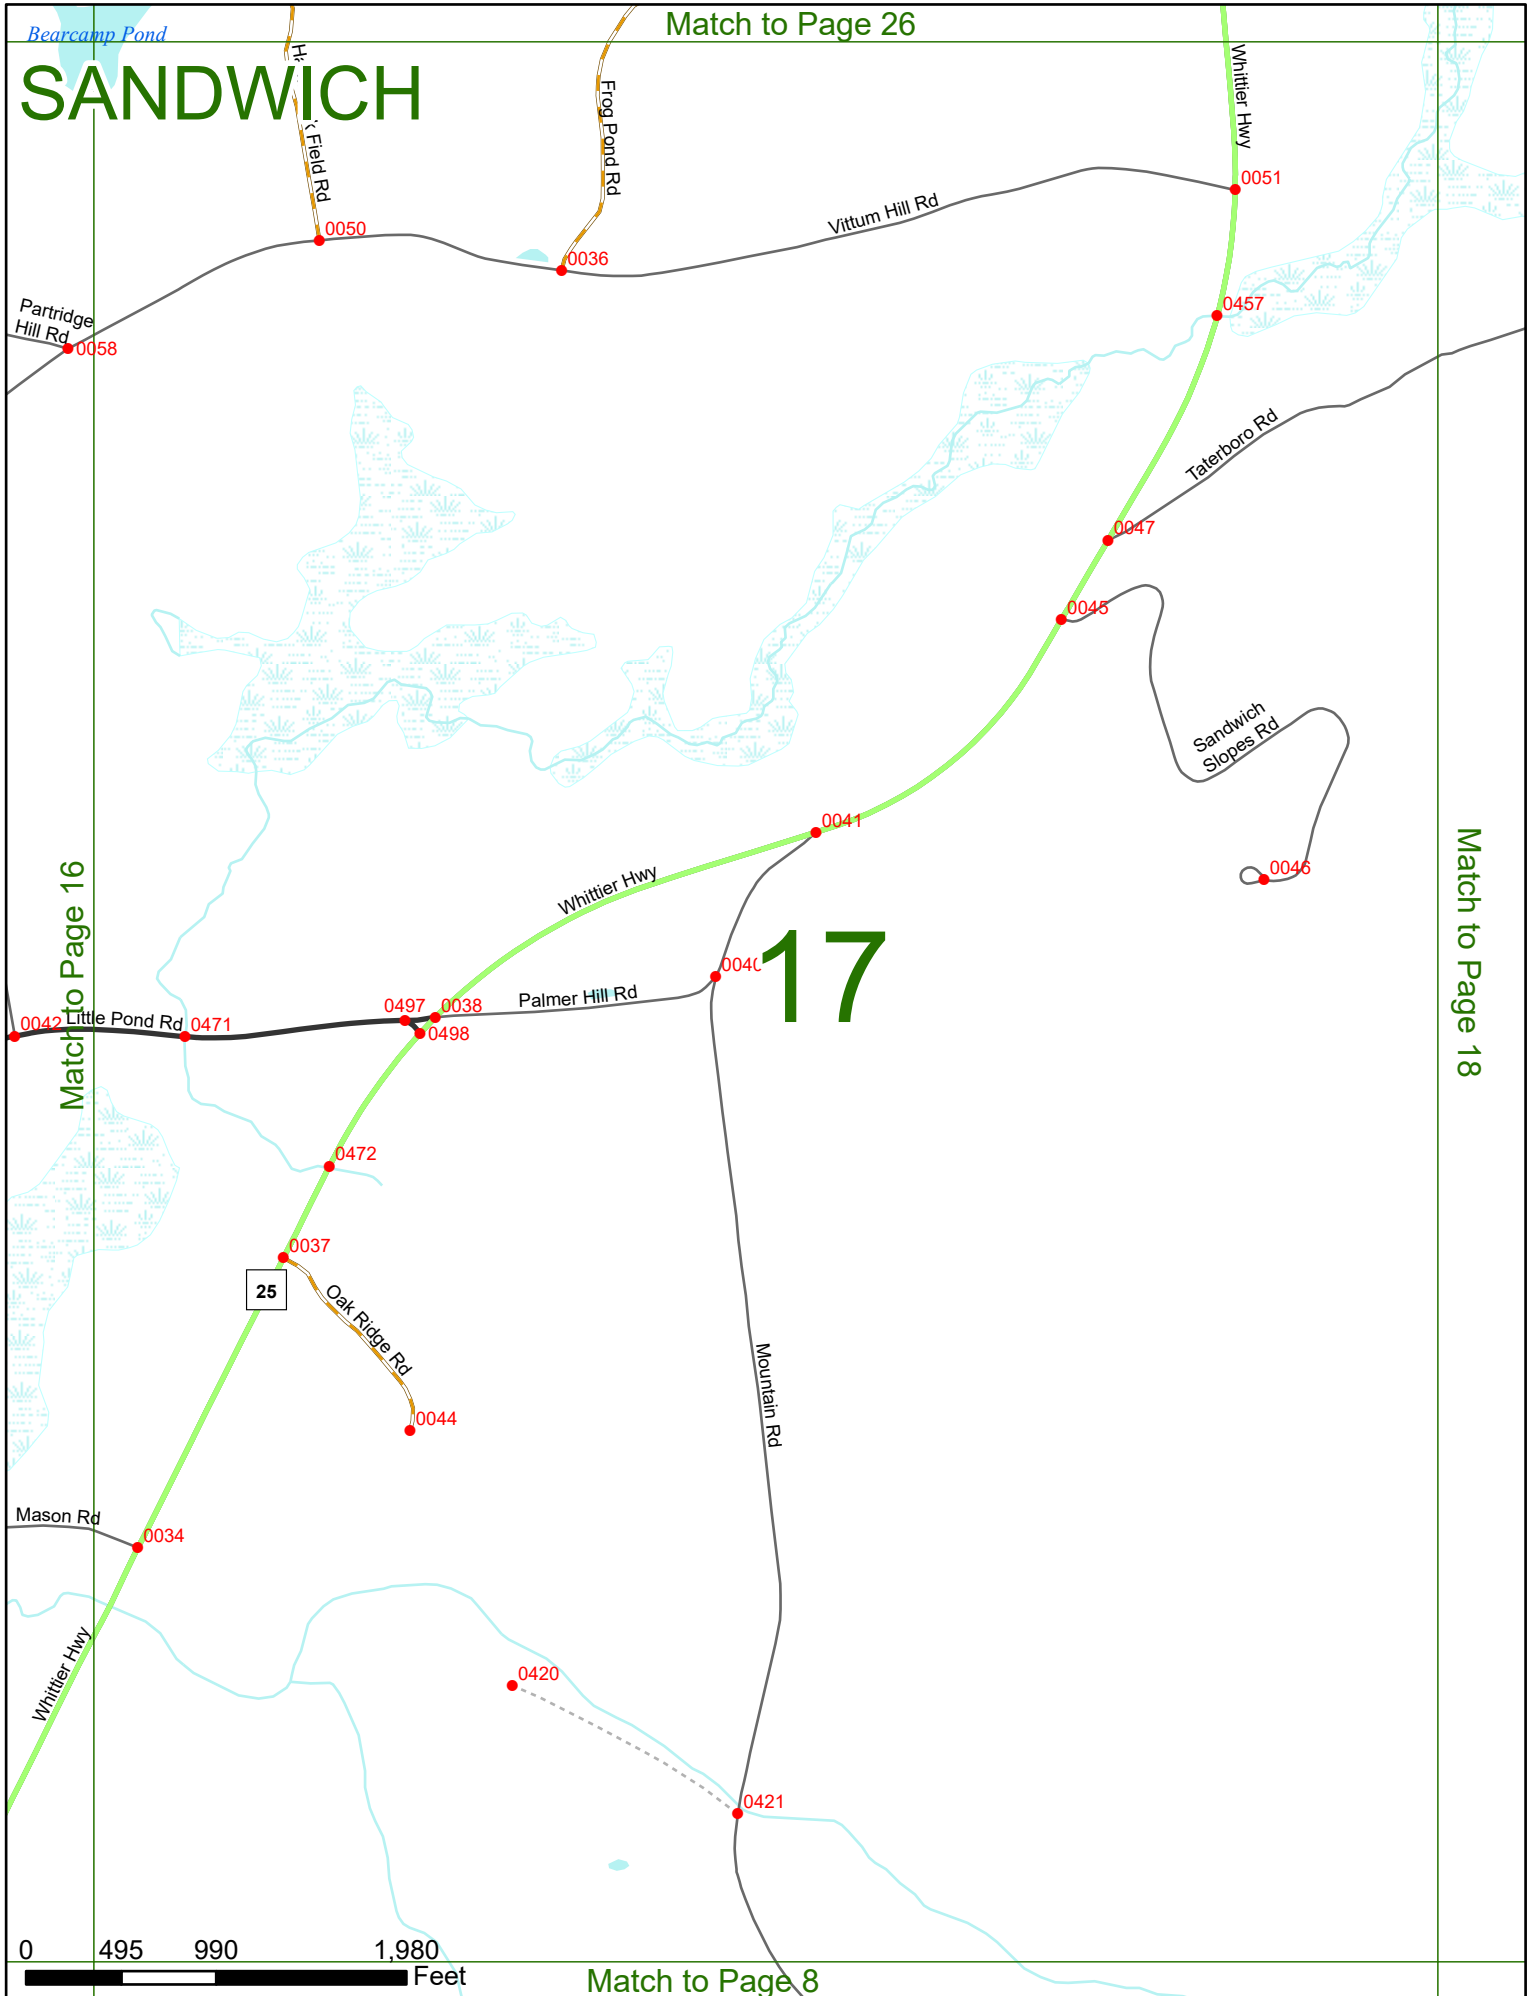 Match to Page 26
Bearcamp Pond
SANDWICH
Field Rd
Frog Pond Rd
Whittier Hwy
0051
Vittum Hill Rd
0050
0036
0457
Partridge
Hill Rd
0058
Taterboro Rd
0047
0045
Sandwich
Slopes Rd
0041
0046
Whittier Hwy
Match to Page 16
Match to Page 18
17
0040
Palmer Hill Rd
0497
0038
0498
0042
Little Pond Rd
0471
0472
0037
25
Oak Ridge Rd
0044
Mountain Rd
Mason Rd
0034
Whittier Hwy
0420
0421
0 495 990 1,980
Feet
Match to Page 8